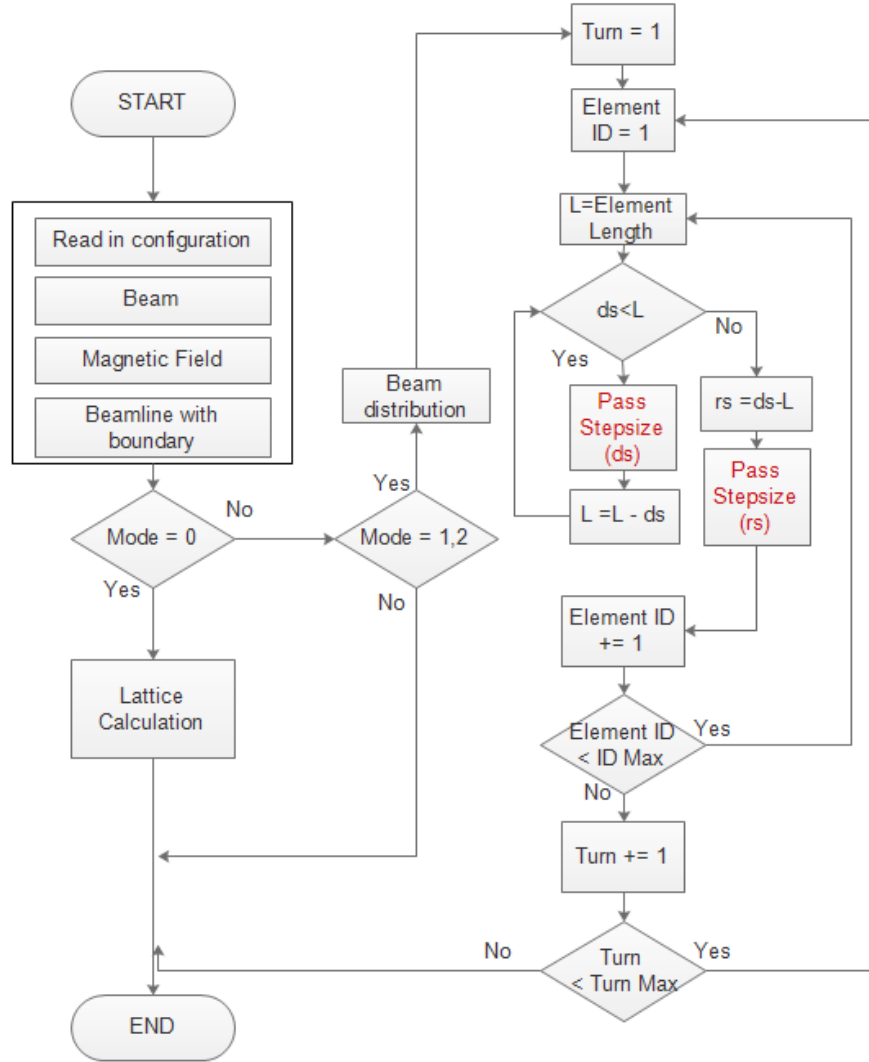 START
Read in configuration
Beam
Magnetic Field
Beamline with
boundary
Mode = 0
No
Yes
Lattice
Calculation
Mode = 1,2
Yes
No
Beam
distribution
Turn = 1
Element
ID = 1
L=Element
Length
ds<L
Yes
No
Pass
Stepsize
(ds)
L =L - ds
rs =ds-L
Pass
Stepsize
(rs)
Element ID
+= 1
Element ID
< ID Max
Yes
No
Turn += 1
Turn
< Turn Max
Yes
No
END